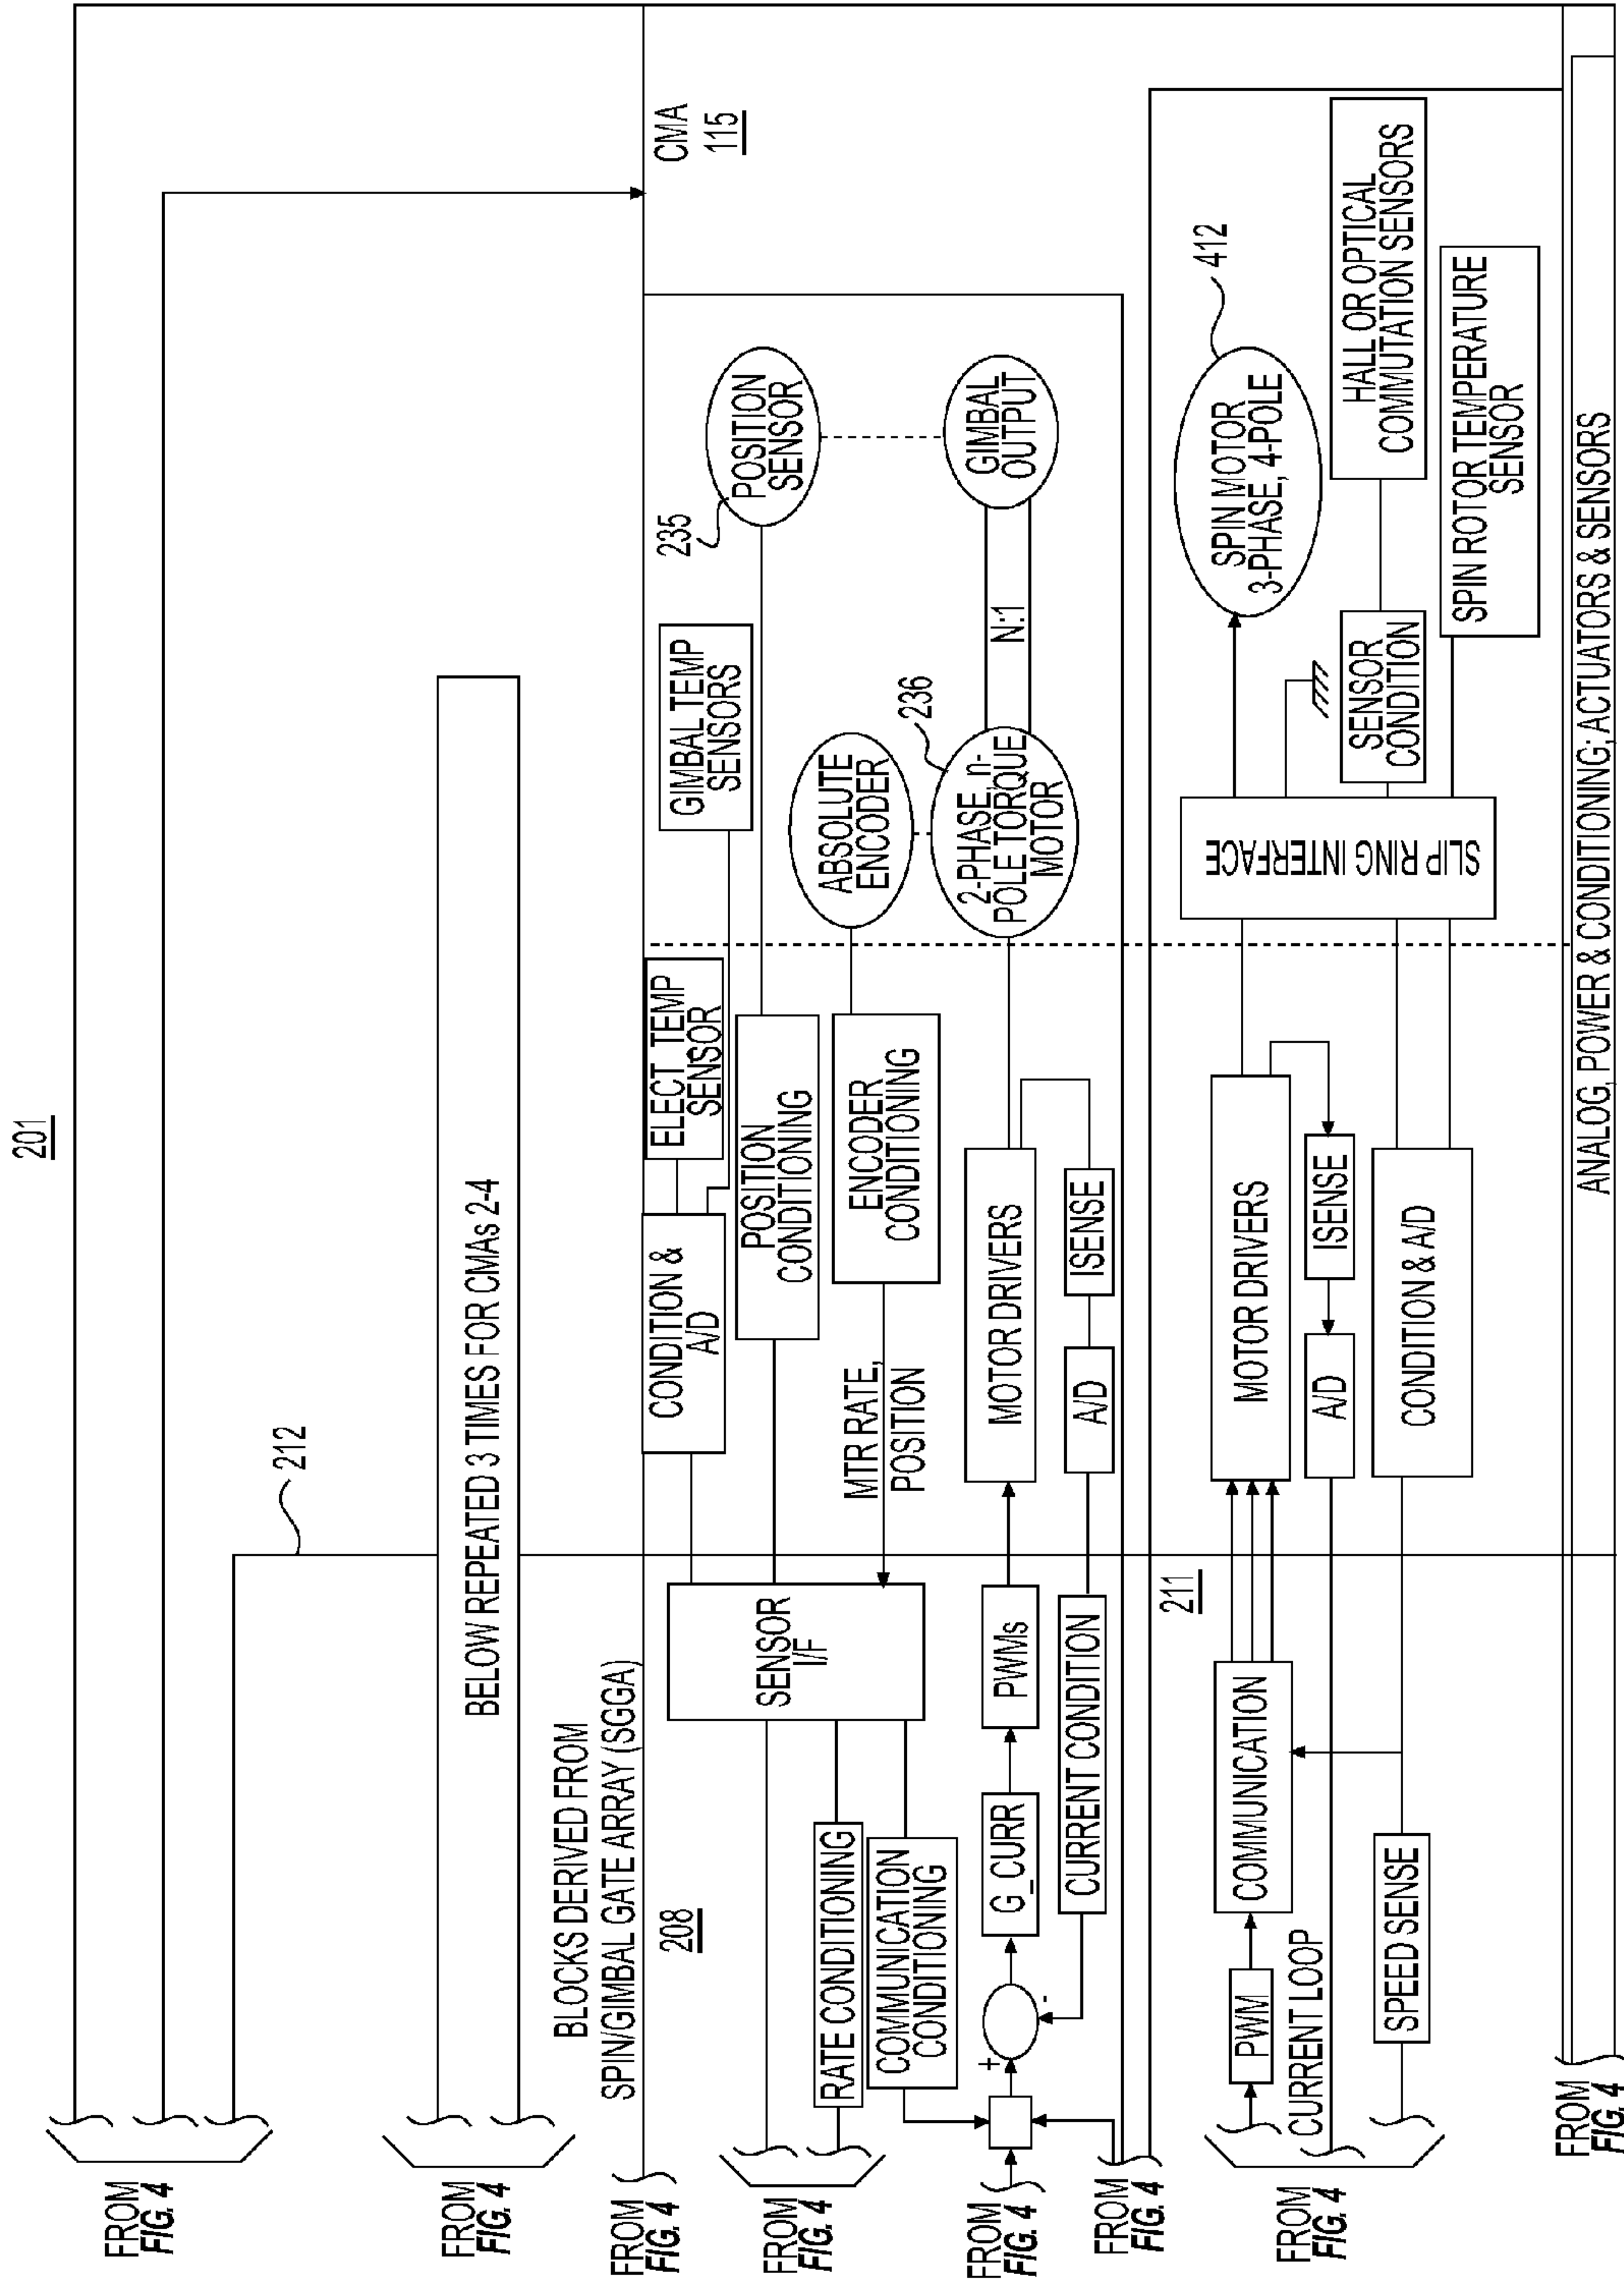 201
FROM
FIG. 4
212
FROM
FIG. 4
BELOW REPEATED 3 TIMES FOR CMAs 2-4
BLOCKS DERIVED FROM
SPIN/GIMBAL GATE ARRAY (SGGA)
FROM
FIG. 4
CMA
115
208
SENSOR
I/F
CONDITION &
A/D
ELECT. TEMP
SENSOR
GIMBAL TEMP
SENSORS
POSITION
CONDITIONING
235
POSITION
SENSOR
FROM
FIG. 4
RATE CONDITIONING
COMMUNICATION
CONDITIONING
MTR RATE,
POSITION
ENCODER
CONDITIONING
ABSOLUTE
ENCODER
236
FROM
FIG. 4
+
-
G_CURR
PWMs
MOTOR DRIVERS
2-PHASE, n-
POLE TORQUE
MOTOR
N:1
GIMBAL
OUTPUT
CURRENT CONDITION
A/D
ISENSE
FROM
FIG. 4
211
412
FROM
FIG. 4
PWM
COMMUNICATION
MOTOR DRIVERS
SLIP RING INTERFACE
SPIN MOTOR
3-PHASE, 4-POLE
CURRENT LOOP
A/D
ISENSE
SENSOR
CONDITION
HALL OR OPTICAL
COMMUTATION SENSORS
SPEED SENSE
CONDITION & A/D
SPIN ROTOR TEMPERATURE
SENSOR
FROM
FIG. 4
ANALOG, POWER & CONDITIONING; ACTUATORS & SENSORS